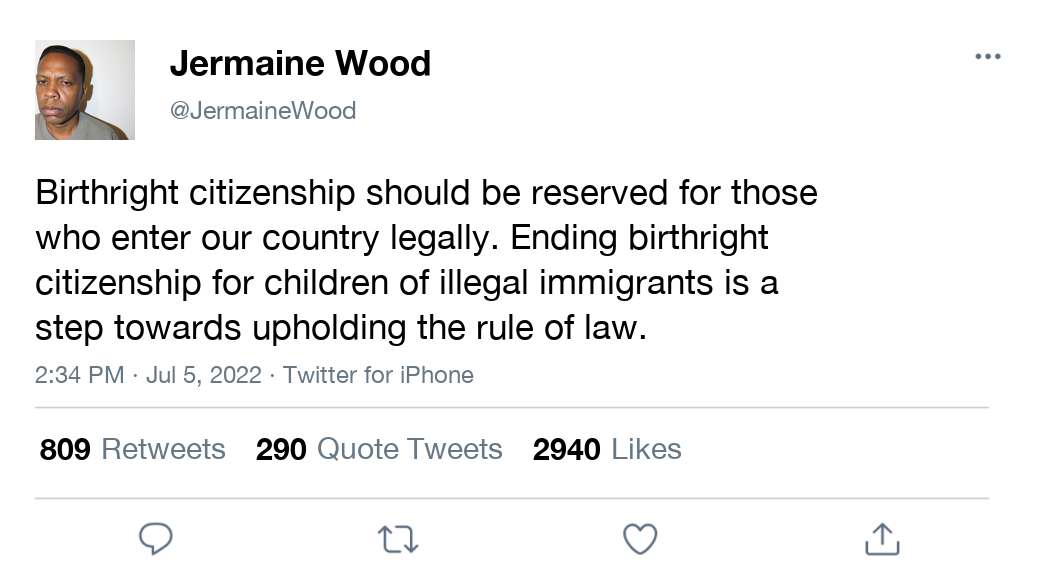 Jermaine Wood
@JermaineWood
Birthright citizenship should be reserved for those
who enter our country legally. Ending birthright
citizenship for children of illegal immigrants is a
step towards upholding the rule of law.
2:34 PM · Jul 5, 2022 · Twitter for iPhone
809 Retweets 290 Quote Tweets 2940 Likes